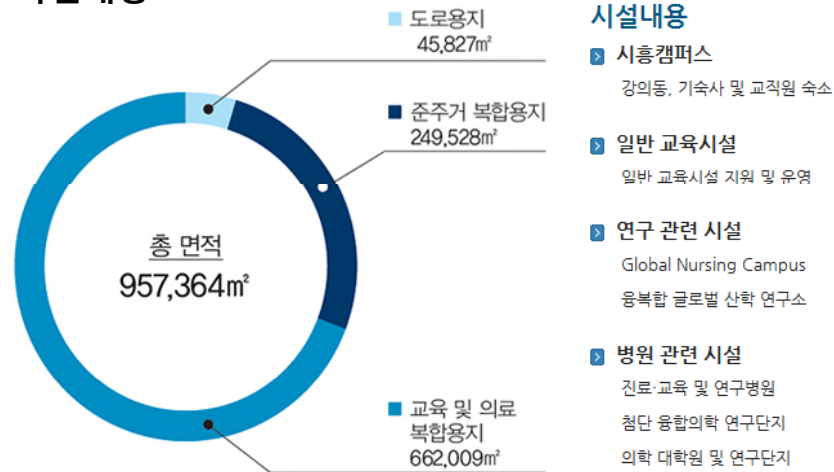 도로용지
45,827㎡
준주거 복합용지
249,528㎡
총 면적
957,364㎡
교육 및 의료
복합용지
662,009㎡
시설내용
시흥캠퍼스
강의동, 기숙사 및 교직원 숙소
일반 교육시설
일반 교육시설 지원 및 운영
연구 관련 시설
Global Nursing Campus
융복합 글로벌 산학 연구소
병원 관련 시설
진료·교육 및 연구병원
첨단 융합의학 연구단지
의학 대학원 및 연구단지